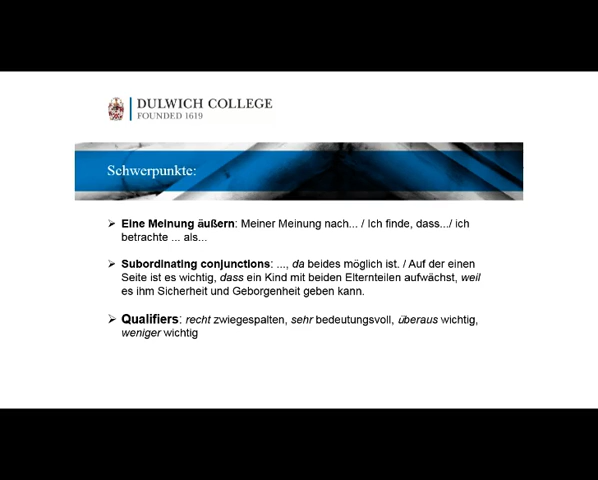 DULWICH COLLEGE
FOUNDED 1619
Schwerpunkte:
➢ Eine Meinung äußern: Meiner Meinung nach... / Ich finde, dass.../ ich
betrachte ... als...
➢ Subordinating conjunctions: ..., da beides möglich ist. / Auf der einen
Seite ist es wichtig, dass ein Kind mit beiden Elternteilen aufwächst, weil
es ihm Sicherheit und Geborgenheit geben kann.
➢ Qualifiers: recht zwiegespalten, sehr bedeutungsvoll, überaus wichtig,
weniger wichtig